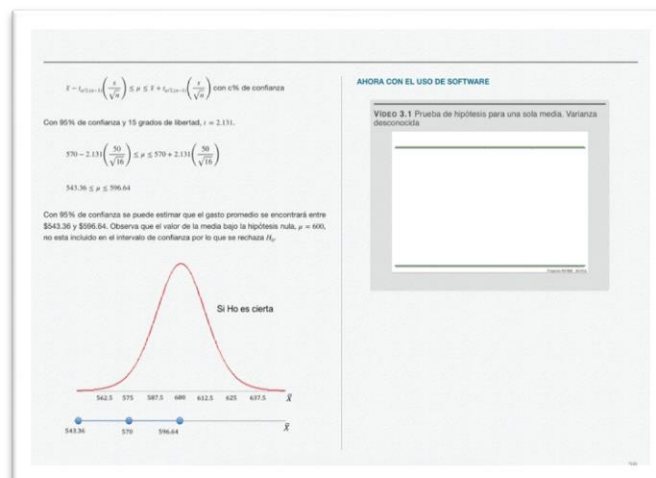 x̄ − t_{α/2,(n−1)}(s/√n) ≤ μ ≤ x̄ + t_{α/2,(n−1)}(s/√n) con c% de confianza
Con 95% de confianza y 15 grados de libertad, t = 2.131.
570 − 2.131(50/√16) ≤ μ ≤ 570 + 2.131(50/√16)
543.36 ≤ μ ≤ 596.64
Con 95% de confianza se puede estimar que el gasto promedio se encontrará entre
$543.36 y $596.64. Observa que el valor de la media bajo la hipótesis nula, μ = 600,
no esta incluido en el intervalo de confianza por lo que se rechaza H₀.
Si Ho es cierta
562.5 575 587.5 600 612.5 625 637.5 X̄
X̄
543.36 570 596.64
AHORA CON EL USO DE SOFTWARE
VIDEO 3.1 Prueba de hipótesis para una sola media. Varianza
desconocida